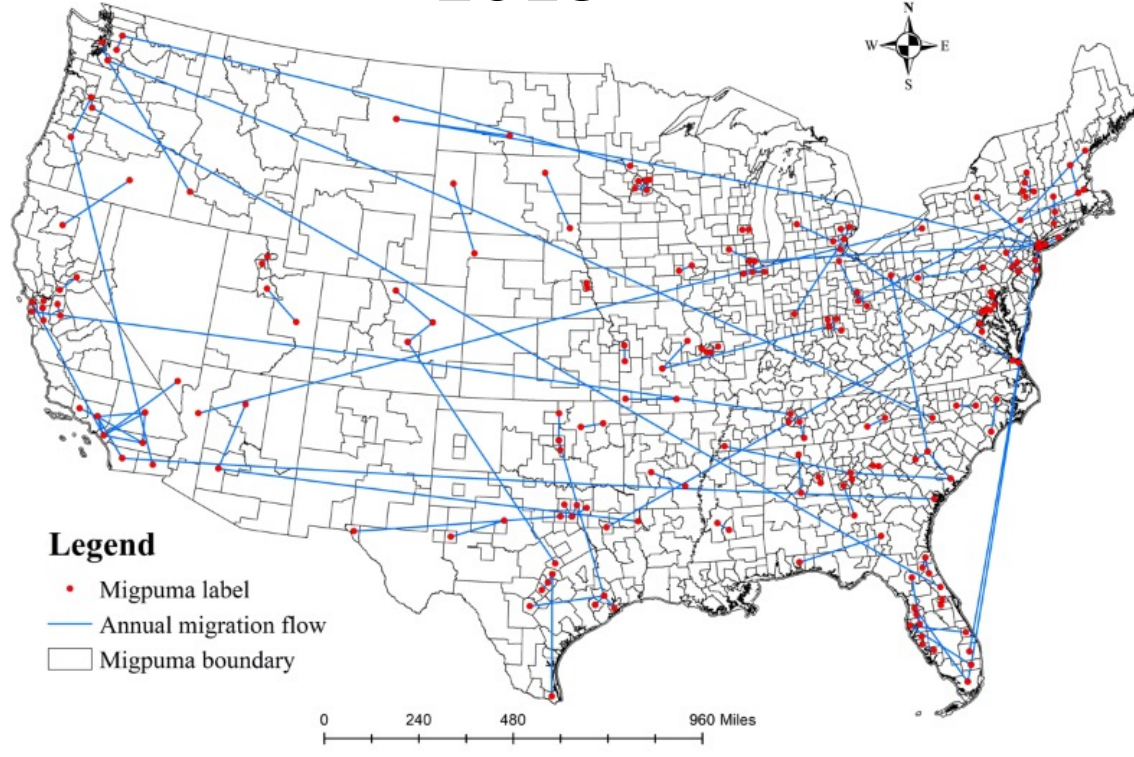 N
W E
S
Legend
Migpuma label
Annual migration flow
Migpuma boundary
0 240 480 960 Miles